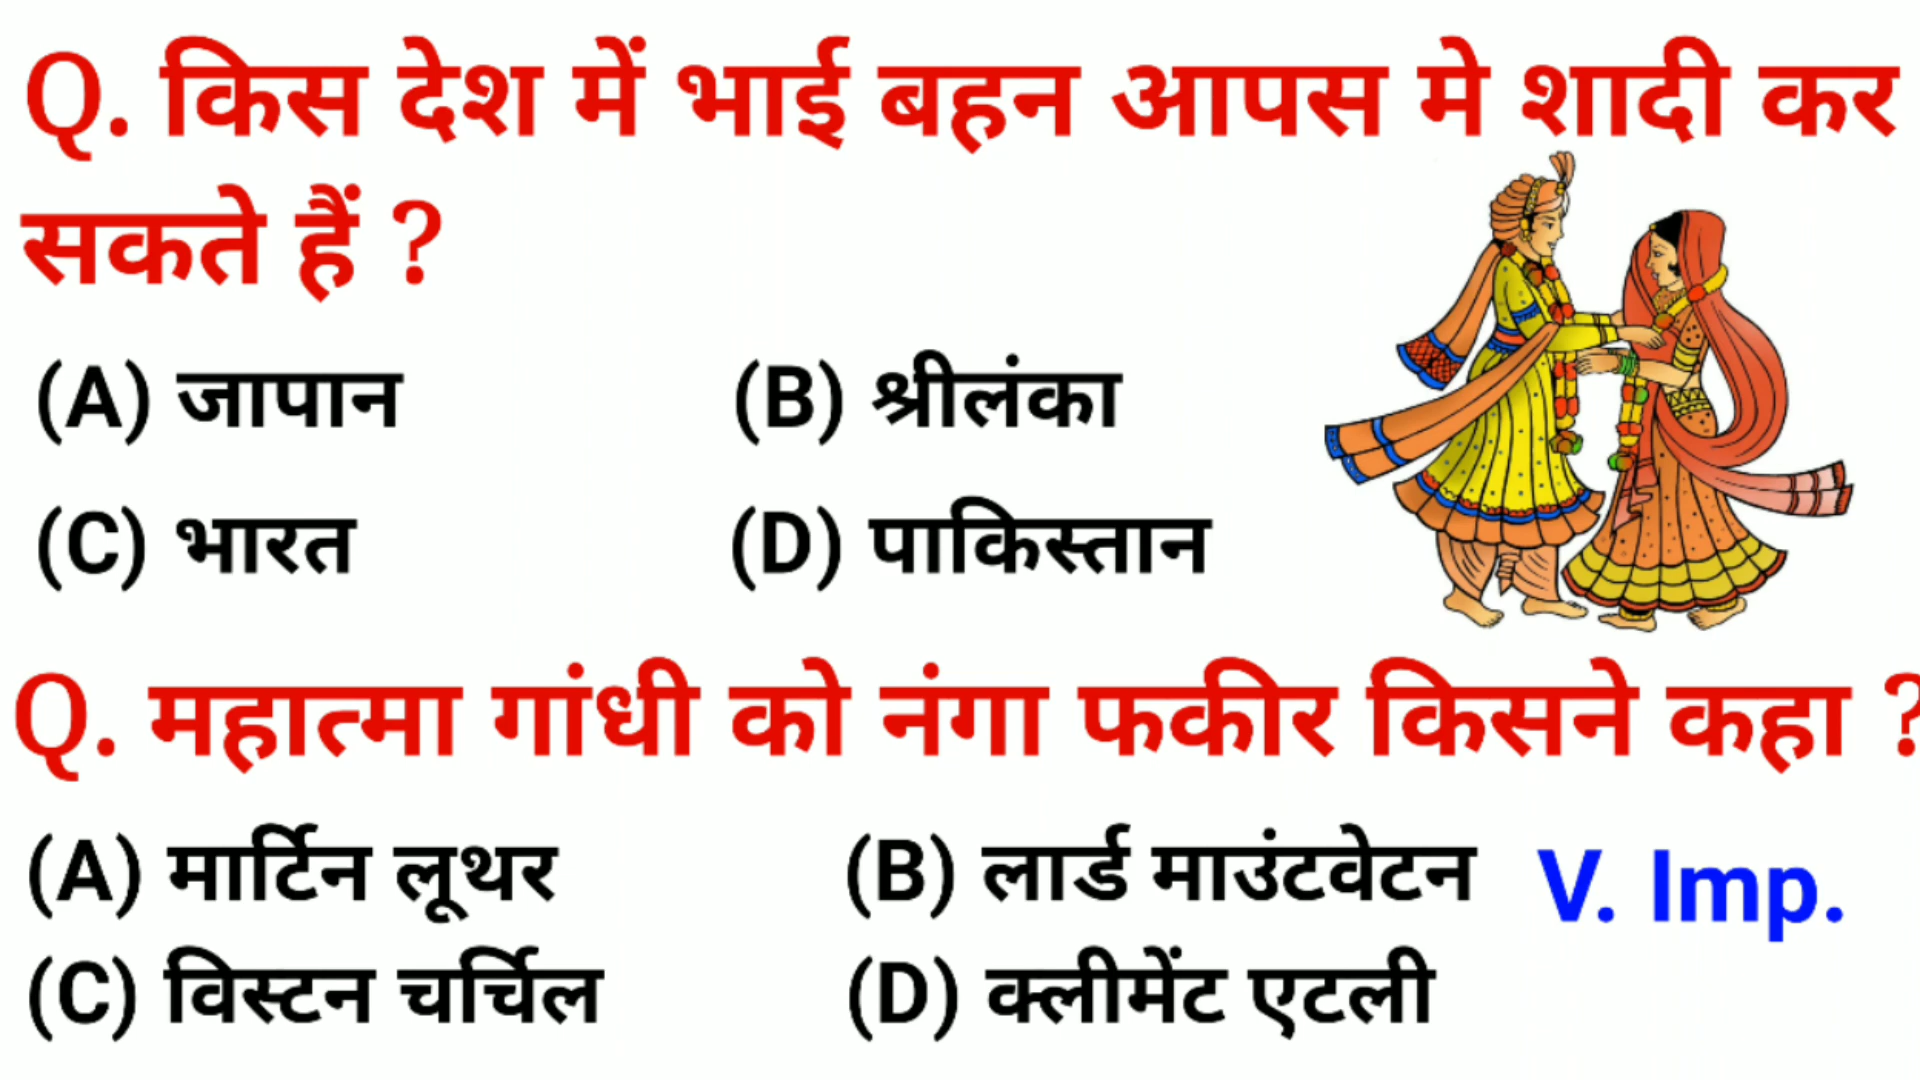 Q. किस देश में भाई बहन आपस मे शादी कर
सकते हैं ?
(A) जापान (B) श्रीलंका
(C) भारत (D) पाकिस्तान
Q. महात्मा गांधी को नंगा फकीर किसने कहा ?
(A) मार्टिन लूथर (B) लार्ड माउंटवेटन V. Imp.
(C) विस्टन चर्चिल (D) क्लीमेंट एटली